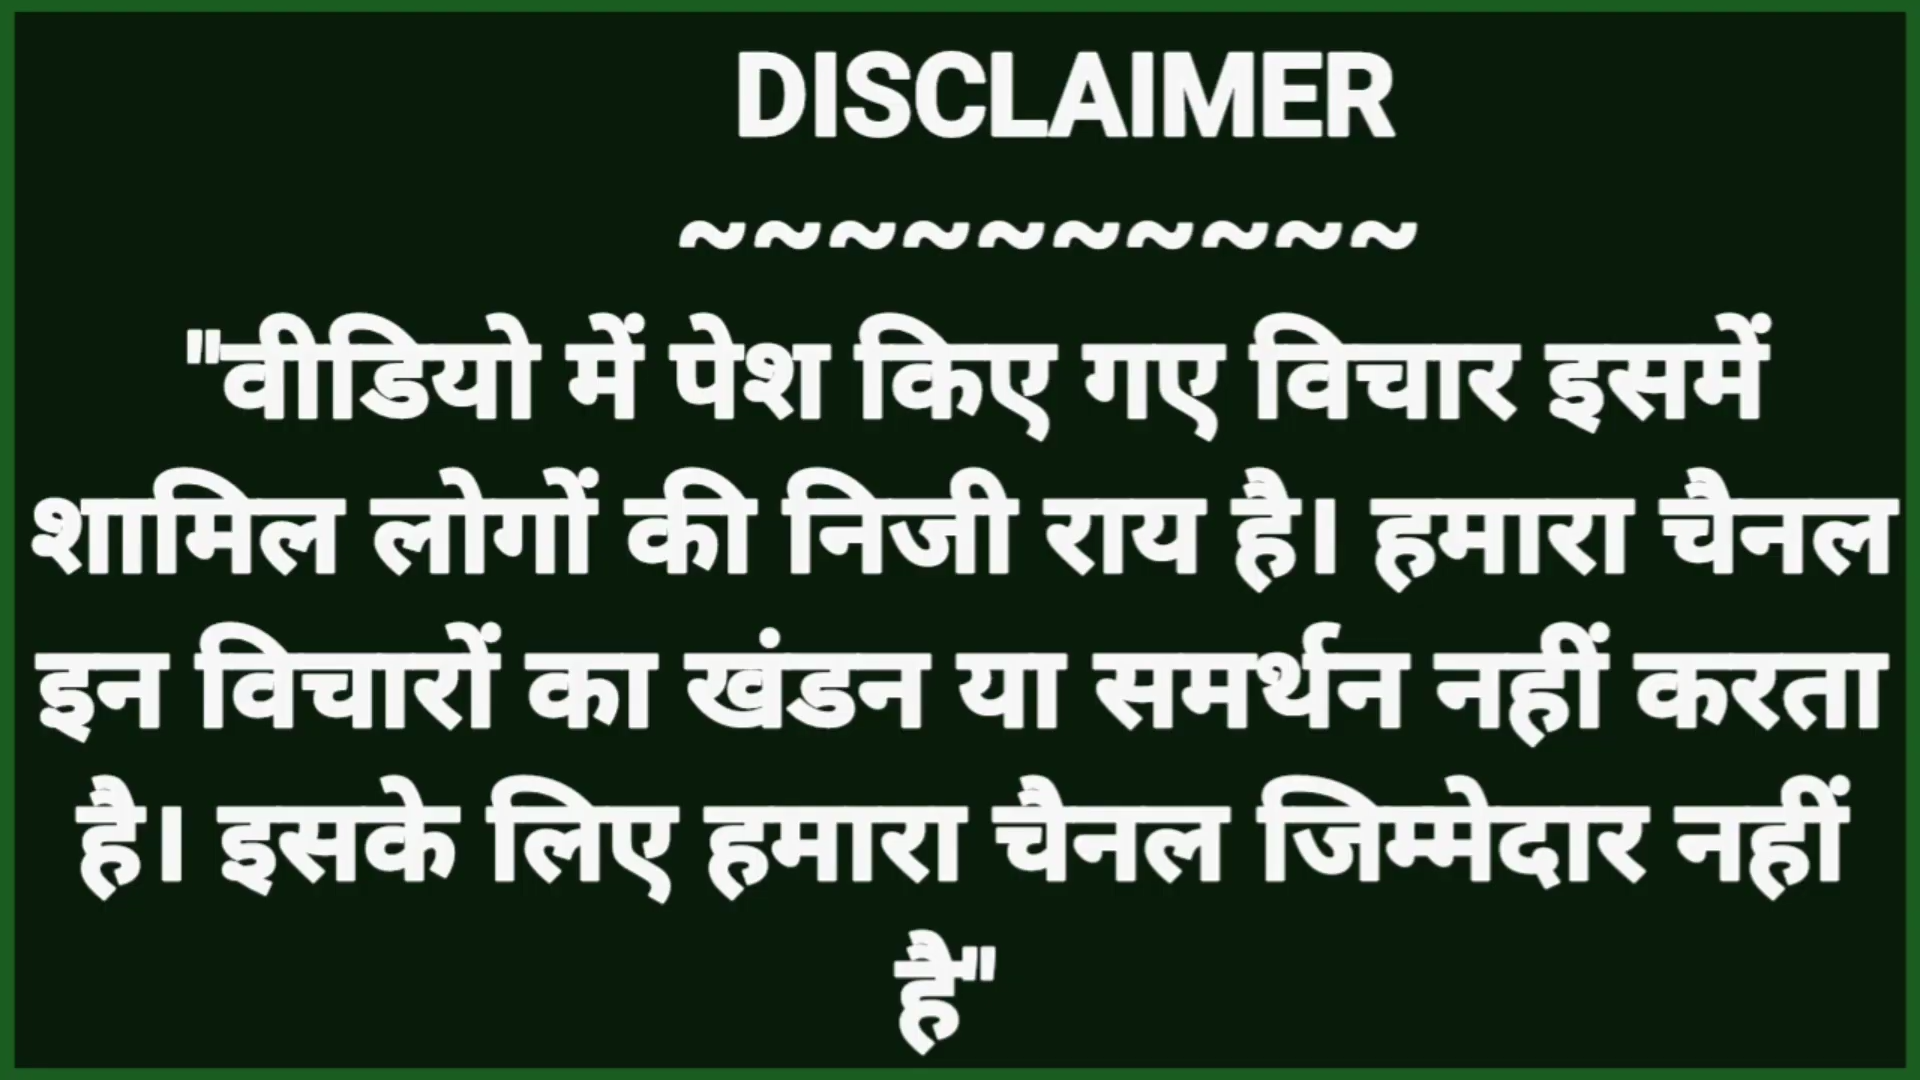 DISCLAIMER
~~~~~~~~~~
"वीडियो में पेश किए गए विचार इसमें
शामिल लोगों की निजी राय है। हमारा चैनल
इन विचारों का खंडन या समर्थन नहीं करता
है। इसके लिए हमारा चैनल जिम्मेदार नहीं
है"